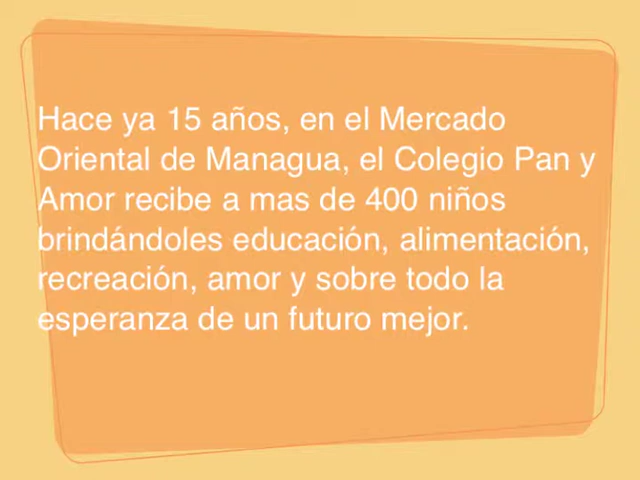 Hace ya 15 años, en el Mercado
Oriental de Managua, el Colegio Pan y
Amor recibe a mas de 400 niños
brindándoles educación, alimentación,
recreación, amor y sobre todo la
esperanza de un futuro mejor.